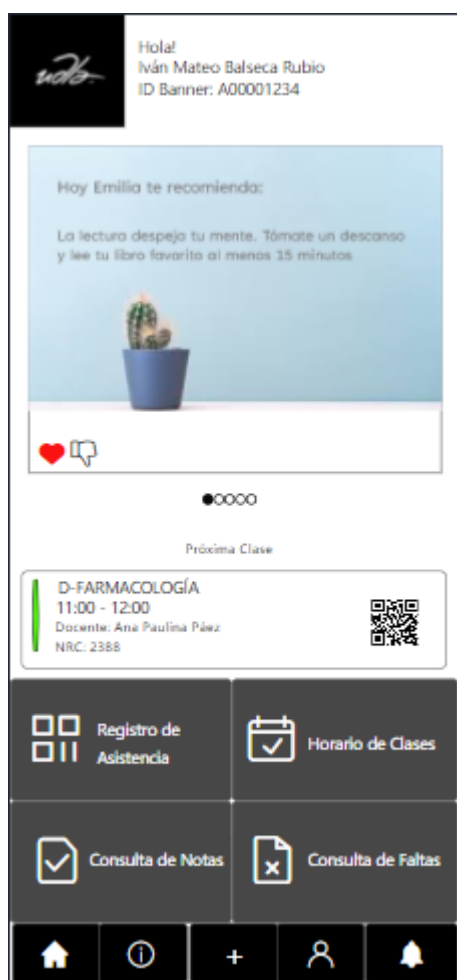 udla-
Hola!
Iván Mateo Balseca Rubio
ID Banner: A00001234
Hoy Emilia te recomienda:
La lectura despeja tu mente. Tómate un descanso
y lee tu libro favorito al menos 15 minutos
Próxima Clase
D-FARMACOLOGÍA
11:00 - 12:00
Docente: Ana Paulina Páez
NRC: 2388
Registro de
Asistencia
Horario de Clases
Consulta de Notas
Consulta de Faltas